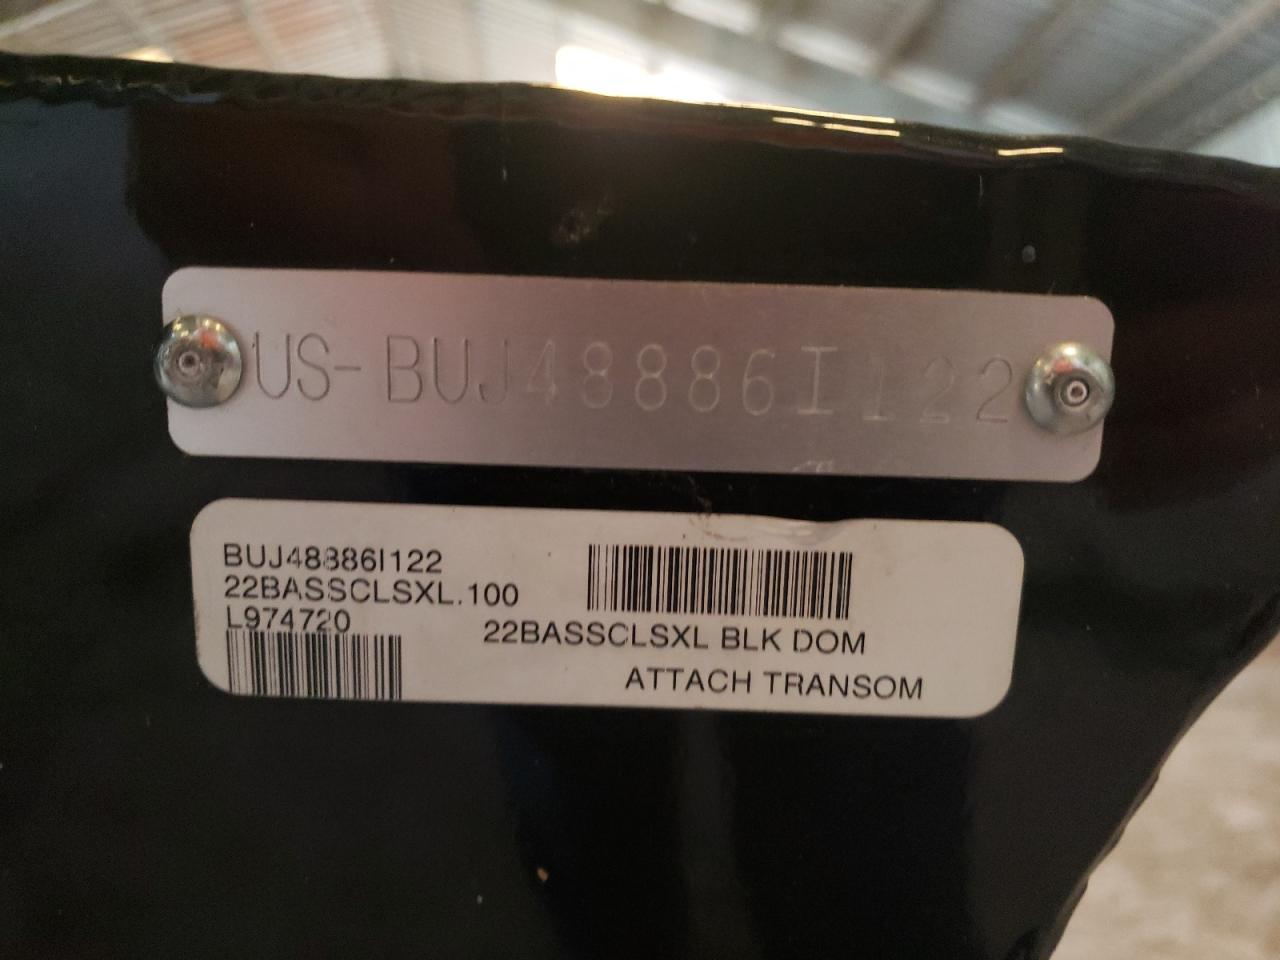 US-BUJ48886I122
BUJ48886I122
22BASSCLSXL.100
L974720
22BASSCLSXL BLK DOM
ATTACH TRANSOM